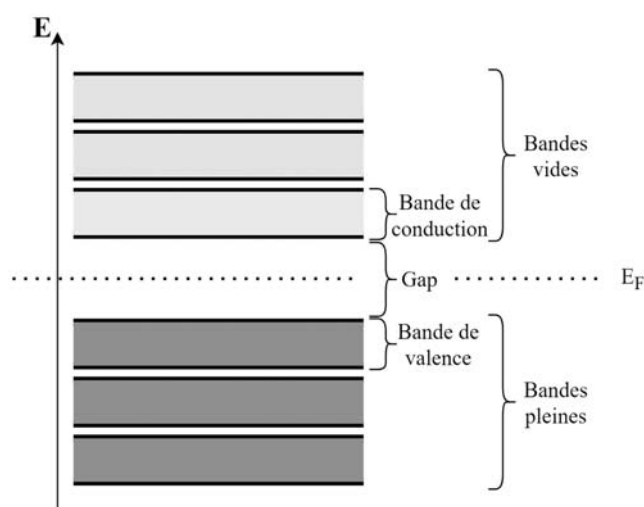 E
Bandes
vides
Bande de
conduction
Gap
E_F
Bande de
valence
Bandes
pleines